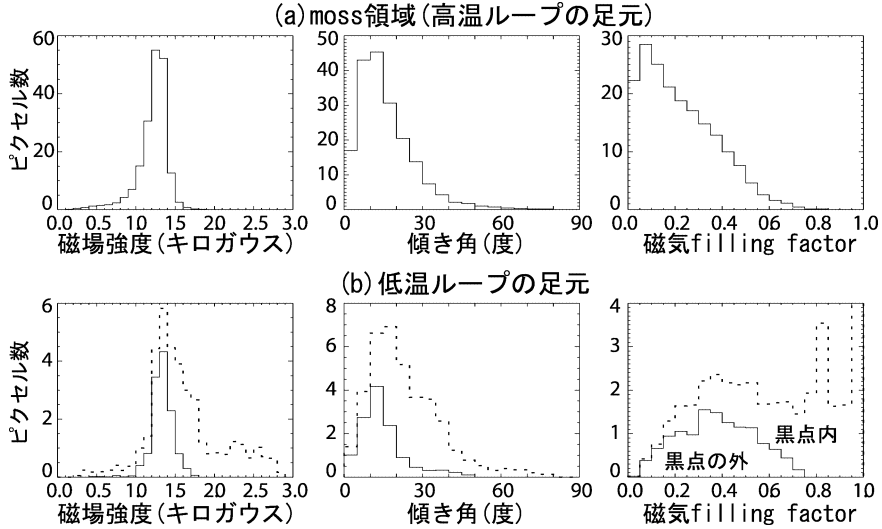 (a)moss領域(高温ループの足元)
ピクセル数
60
40
20
0
0.0 0.5 1.0 1.5 2.0 2.5 3.0
磁場強度(キロガウス)
50
40
30
20
10
0
0 30 60 90
傾き角(度)
30
20
10
0
0.0 0.2 0.4 0.6 0.8 1.0
磁気filling factor
(b)低温ループの足元
ピクセル数
6
4
2
0
0.0 0.5 1.0 1.5 2.0 2.5 3.0
磁場強度(キロガウス)
8
6
4
2
0
0 30 60 90
傾き角(度)
4
3
2
1
0
黒点内
黒点の外
0.0 0.2 0.4 0.6 0.8 1.0
磁気filling factor